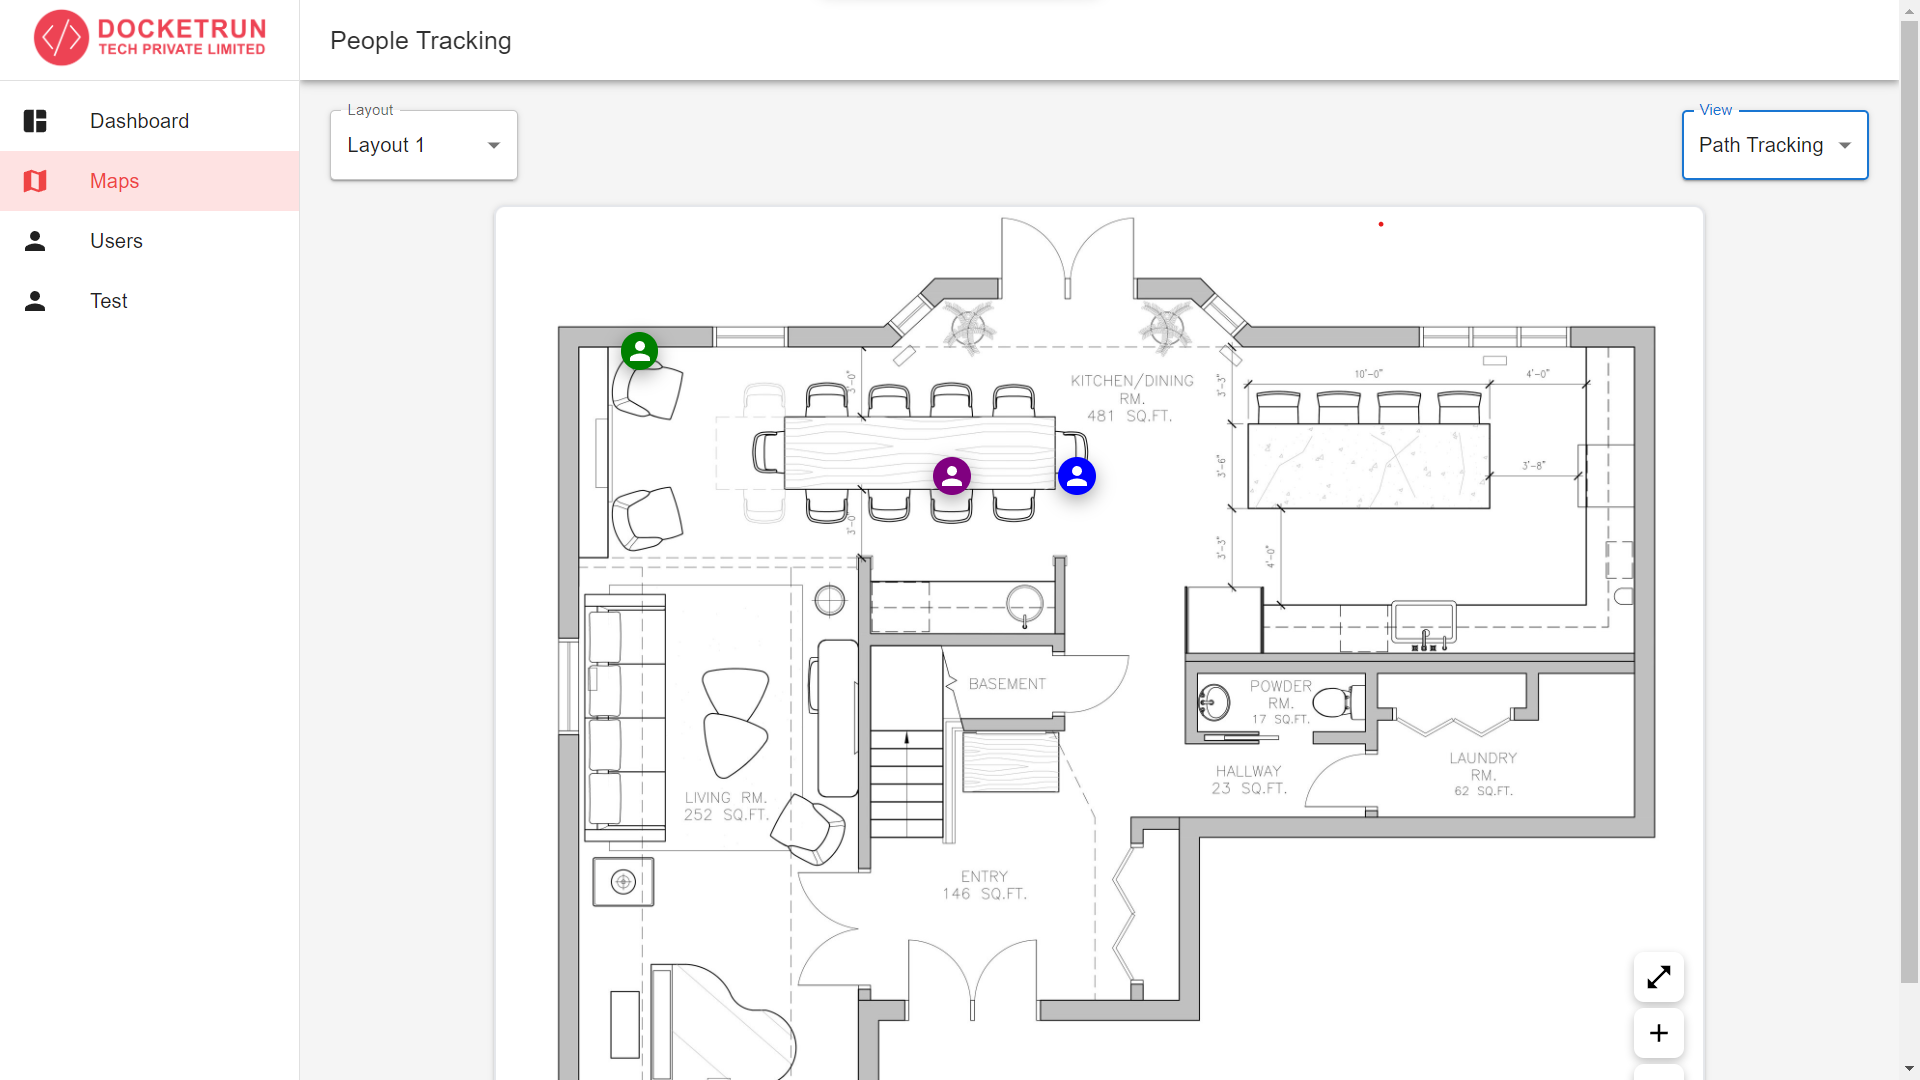 DOCKETRUN
TECH PRIVATE LIMITED
People Tracking
Dashboard
Maps
Users
Test
Layout
Layout 1
View
Path Tracking
KITCHEN/DINING
RM.
481 SQ.FT.
3'-0"
3'-0"
3'-3"
3'-6"
3'-3"
4'-0"
10'-0"
4'-0"
3'-8"
BASEMENT
POWDER
RM.
17 SQ.FT.
HALLWAY
23 SQ.FT.
LAUNDRY
RM.
62 SQ.FT.
LIVING RM.
252 SQ.FT.
ENTRY
146 SQ.FT.